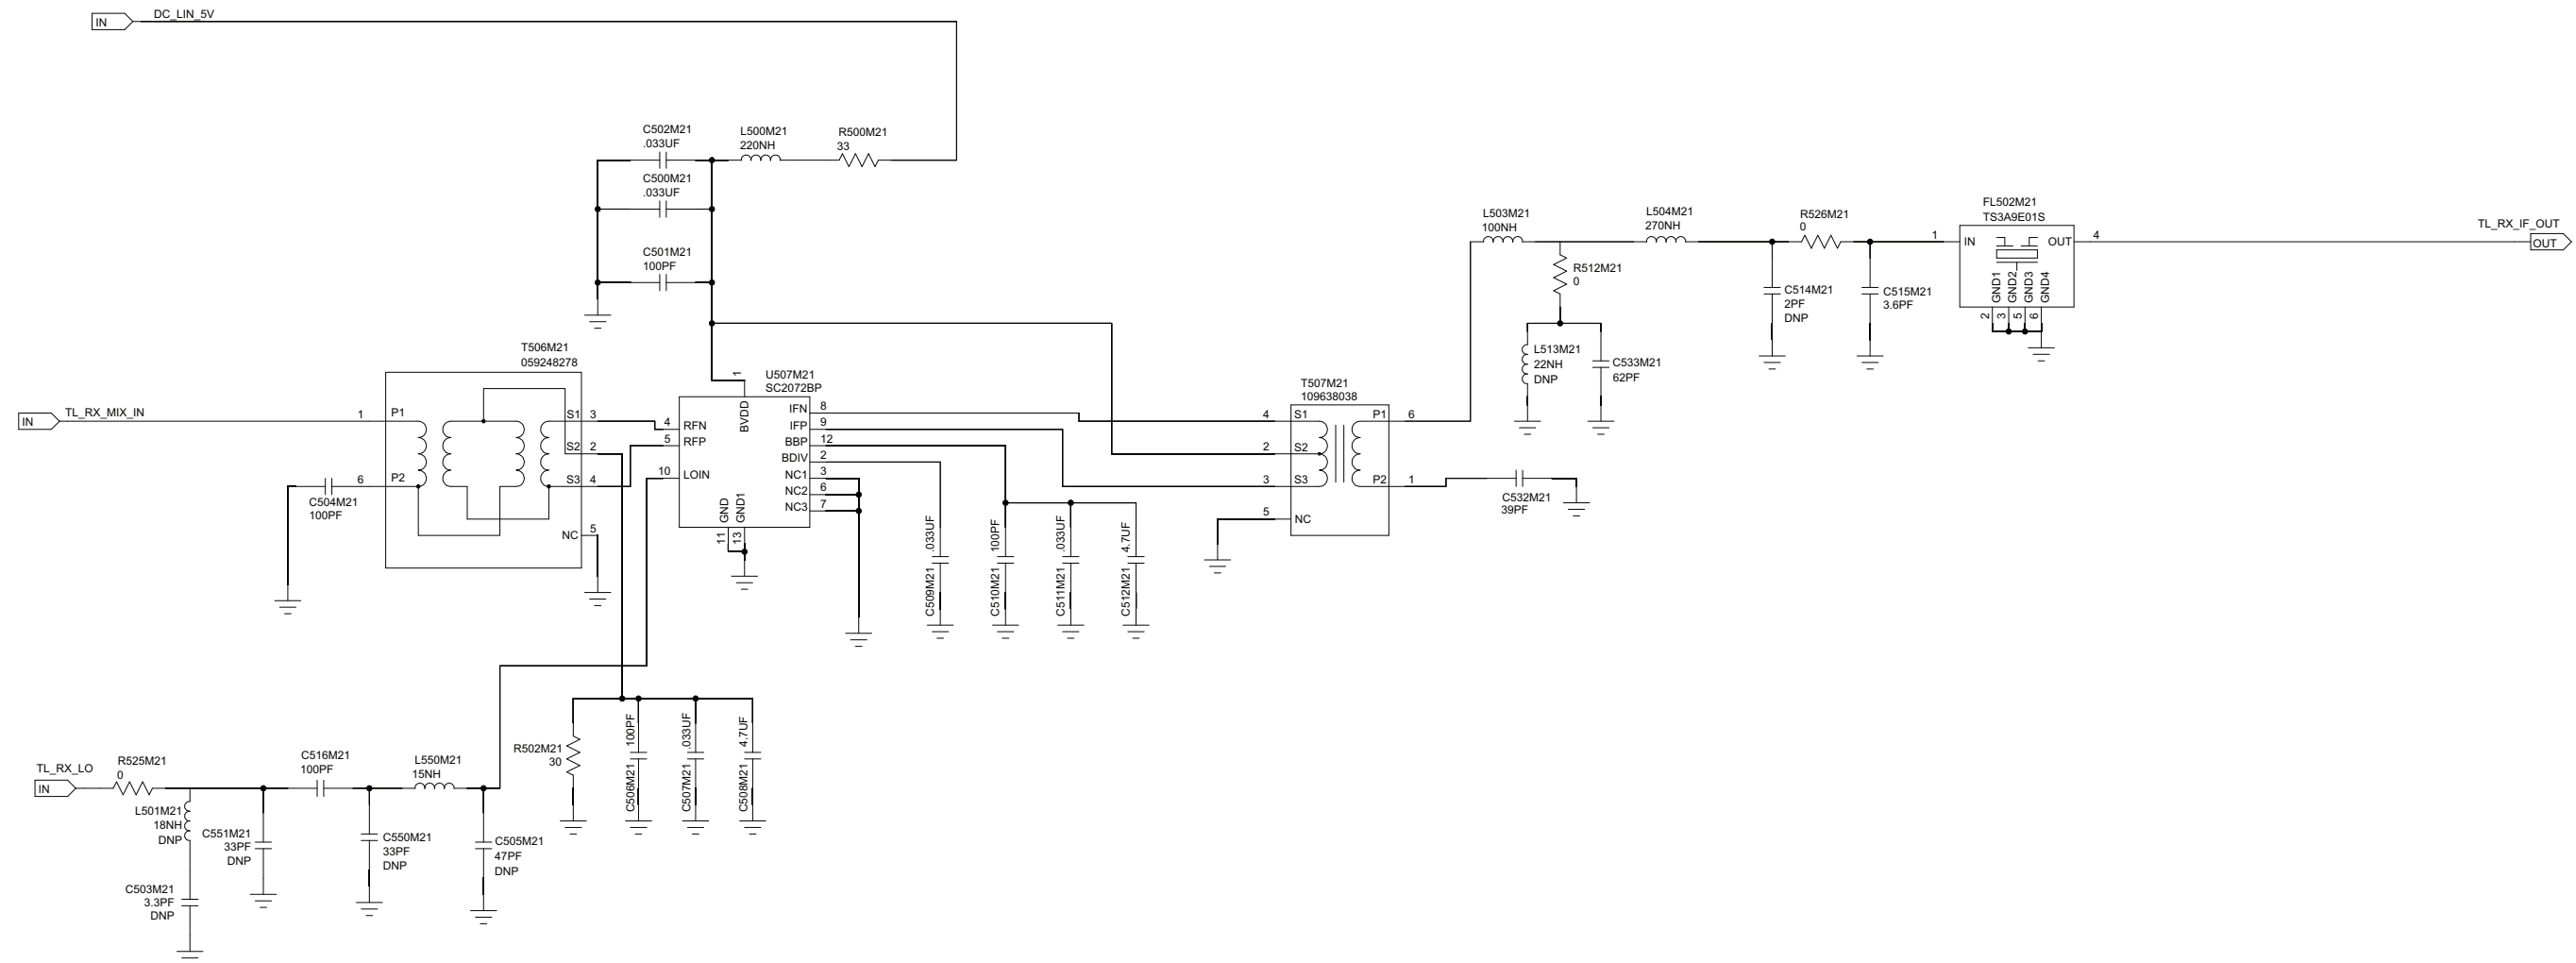 IN
DC_LIN_5V
C502M21
.033UF
L500M21
220NH
R500M21
33
C500M21
.033UF
C501M21
100PF
L503M21
100NH
L504M21
270NH
R526M21
0
FL502M21
TS3A9E01S
1
IN
OUT
4
GND1
GND2
GND3
GND4
2
3
5
6
TL_RX_IF_OUT
OUT
R512M21
0
C514M21
2PF
DNP
C515M21
3.6PF
L513M21
22NH
DNP
C533M21
62PF
T506M21
059248278
IN
TL_RX_MIX_IN
1
P1
6
P2
S1
3
S2
2
S3
4
NC
5
C504M21
100PF
U507M21
SC2072BP
1
BVDD
4
RFN
5
RFP
10
LOIN
IFN
8
IFP
9
BBP
12
BDIV
2
NC1
3
NC2
6
NC3
7
GND
GND1
11
13
T507M21
109638038
4
S1
2
S2
3
S3
5
NC
P1
6
P2
1
C532M21
39PF
C509M21
.033UF
C510M21
100PF
C511M21
.033UF
C512M21
4.7UF
R502M21
30
C506M21
100PF
C507M21
.033UF
C508M21
4.7UF
TL_RX_LO
IN
R525M21
0
C516M21
100PF
L550M21
15NH
L501M21
18NH
DNP
C551M21
33PF
DNP
C550M21
33PF
DNP
C505M21
47PF
DNP
C503M21
3.3PF
DNP